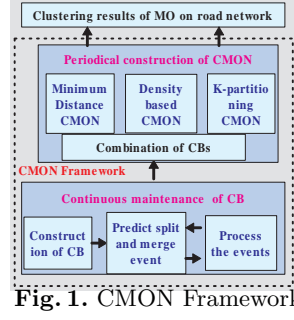 Clustering results of MO on road network
Periodical construction of CMON
Minimum
Distance
CMON
Density
based
CMON
K-partitio
ning
CMON
Combination of CBs
CMON Framework
Continuous maintenance of CB
Construct
ion of CB
Predict split
and merge
event
Process
the events
Fig. 1. CMON Framework